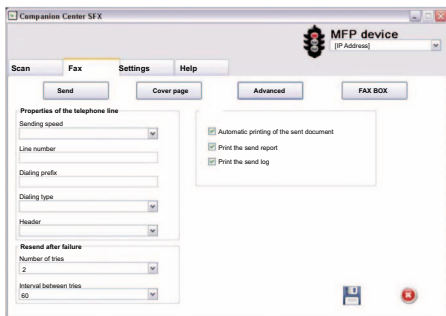 Companion Center SFX
MFP device
[IP Address]
Scan Fax Settings Help
Send Cover page Advanced FAX BOX
Properties of the telephone line
Sending speed
Line number
Dialing prefix
Dialing type
Header
Resend after failure
Number of tries
2
Interval between tries
60
Automatic printing of the sent document
Print the send report
Print the send log